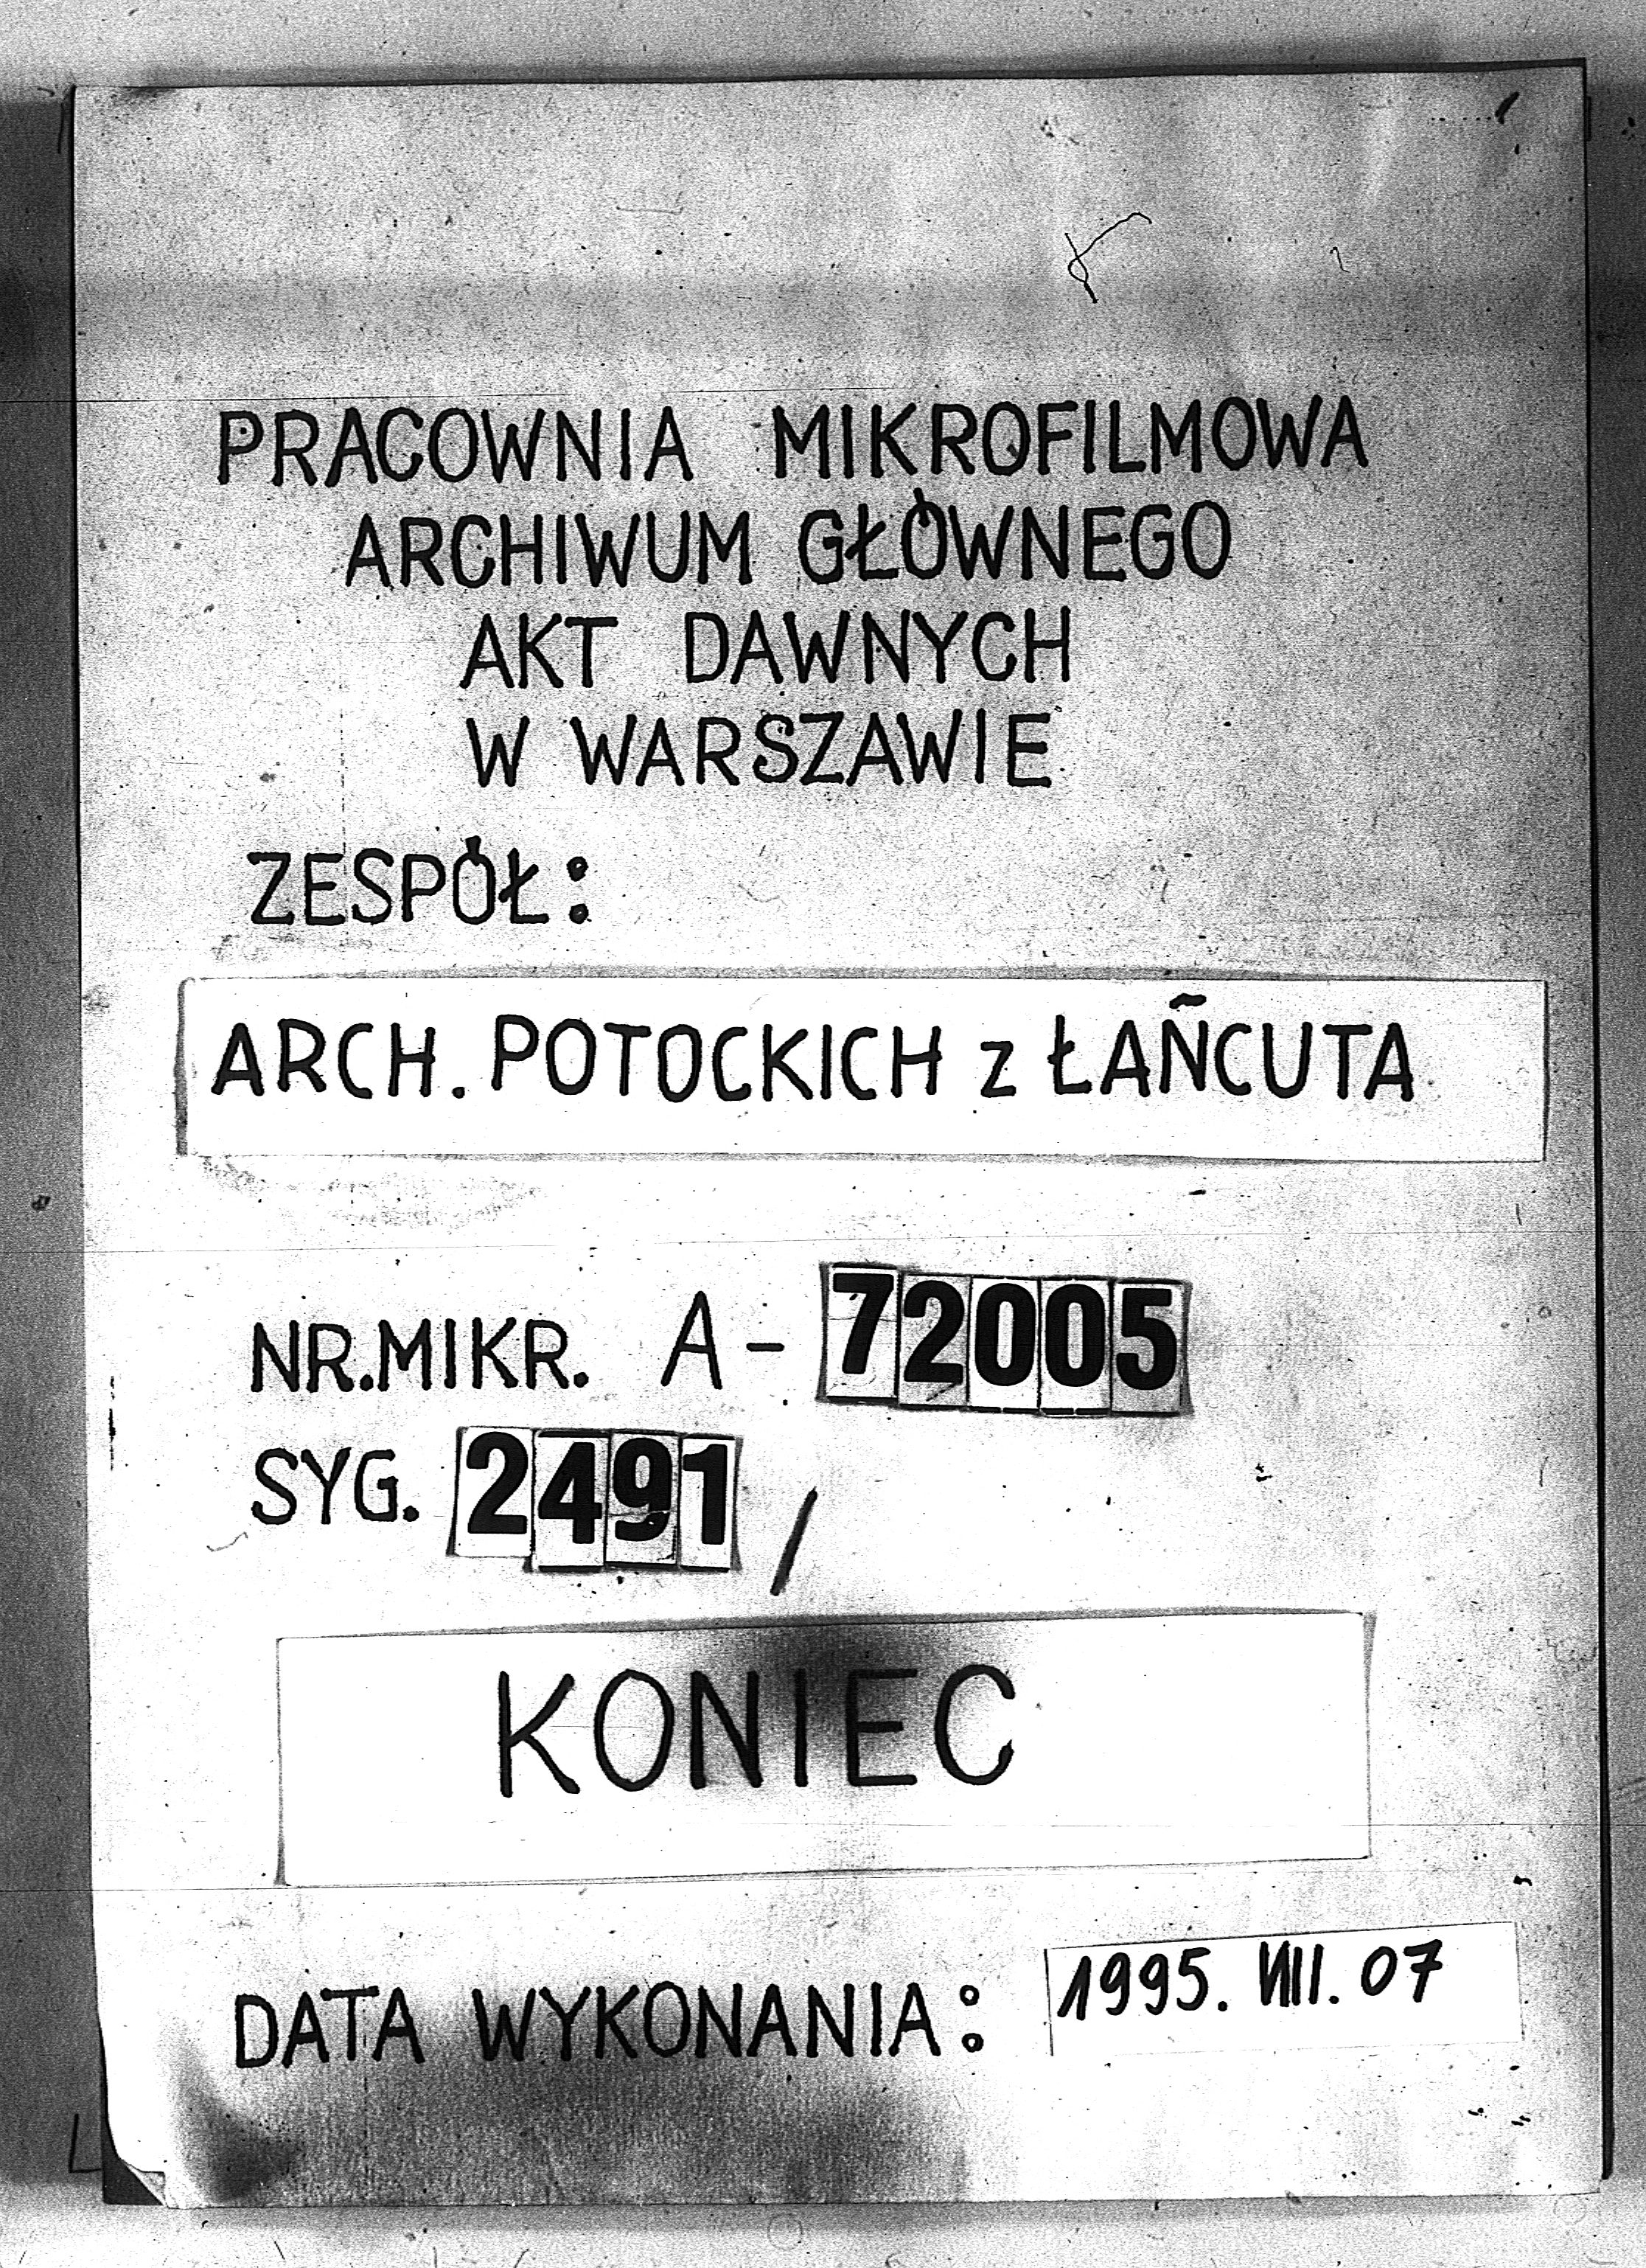 PRACOWNIA MIKROFILMOWA
ARCHIWUM GŁÓWNEGO
AKT DAWNYCH
W WARSZAWIE
ZESPÓŁ:
ARCH. POTOCKICH z ŁAŃCUTA
NR.MIKR. A-72005
SYG. 2491/
KONIEC
DATA WYKONANIA: 1995. VIII. 07